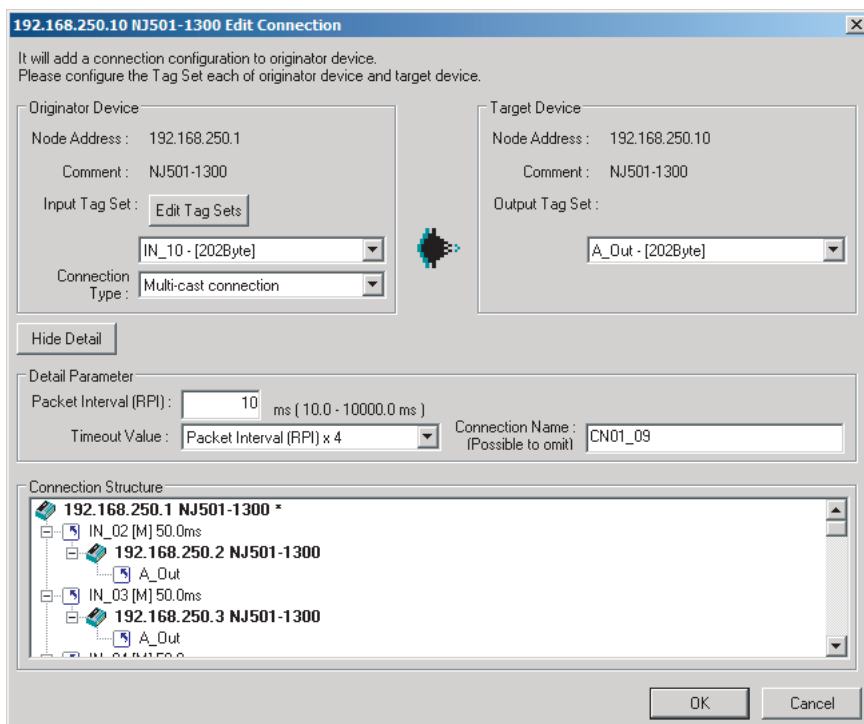 192.168.250.10 NJ501-1300 Edit Connection
It will add a connection configuration to originator device.
Please configure the Tag Set each of originator device and target device.
Originator Device
Node Address : 192.168.250.1
Comment : NJ501-1300
Input Tag Set : Edit Tag Sets
IN_10 - [202Byte]
Connection
Type : Multi-cast connection
Target Device
Node Address : 192.168.250.10
Comment : NJ501-1300
Output Tag Set :
A_Out - [202Byte]
Hide Detail
Detail Parameter
Packet Interval (RPI) : 10 ms ( 10.0 - 10000.0 ms )
Timeout Value : Packet Interval (RPI) x 4
Connection Name :
(Possible to omit) CN01_09
Connection Structure
192.168.250.1 NJ501-1300 *
IN_02 [M] 50.0ms
192.168.250.2 NJ501-1300
A_Out
IN_03 [M] 50.0ms
192.168.250.3 NJ501-1300
A_Out
OK Cancel